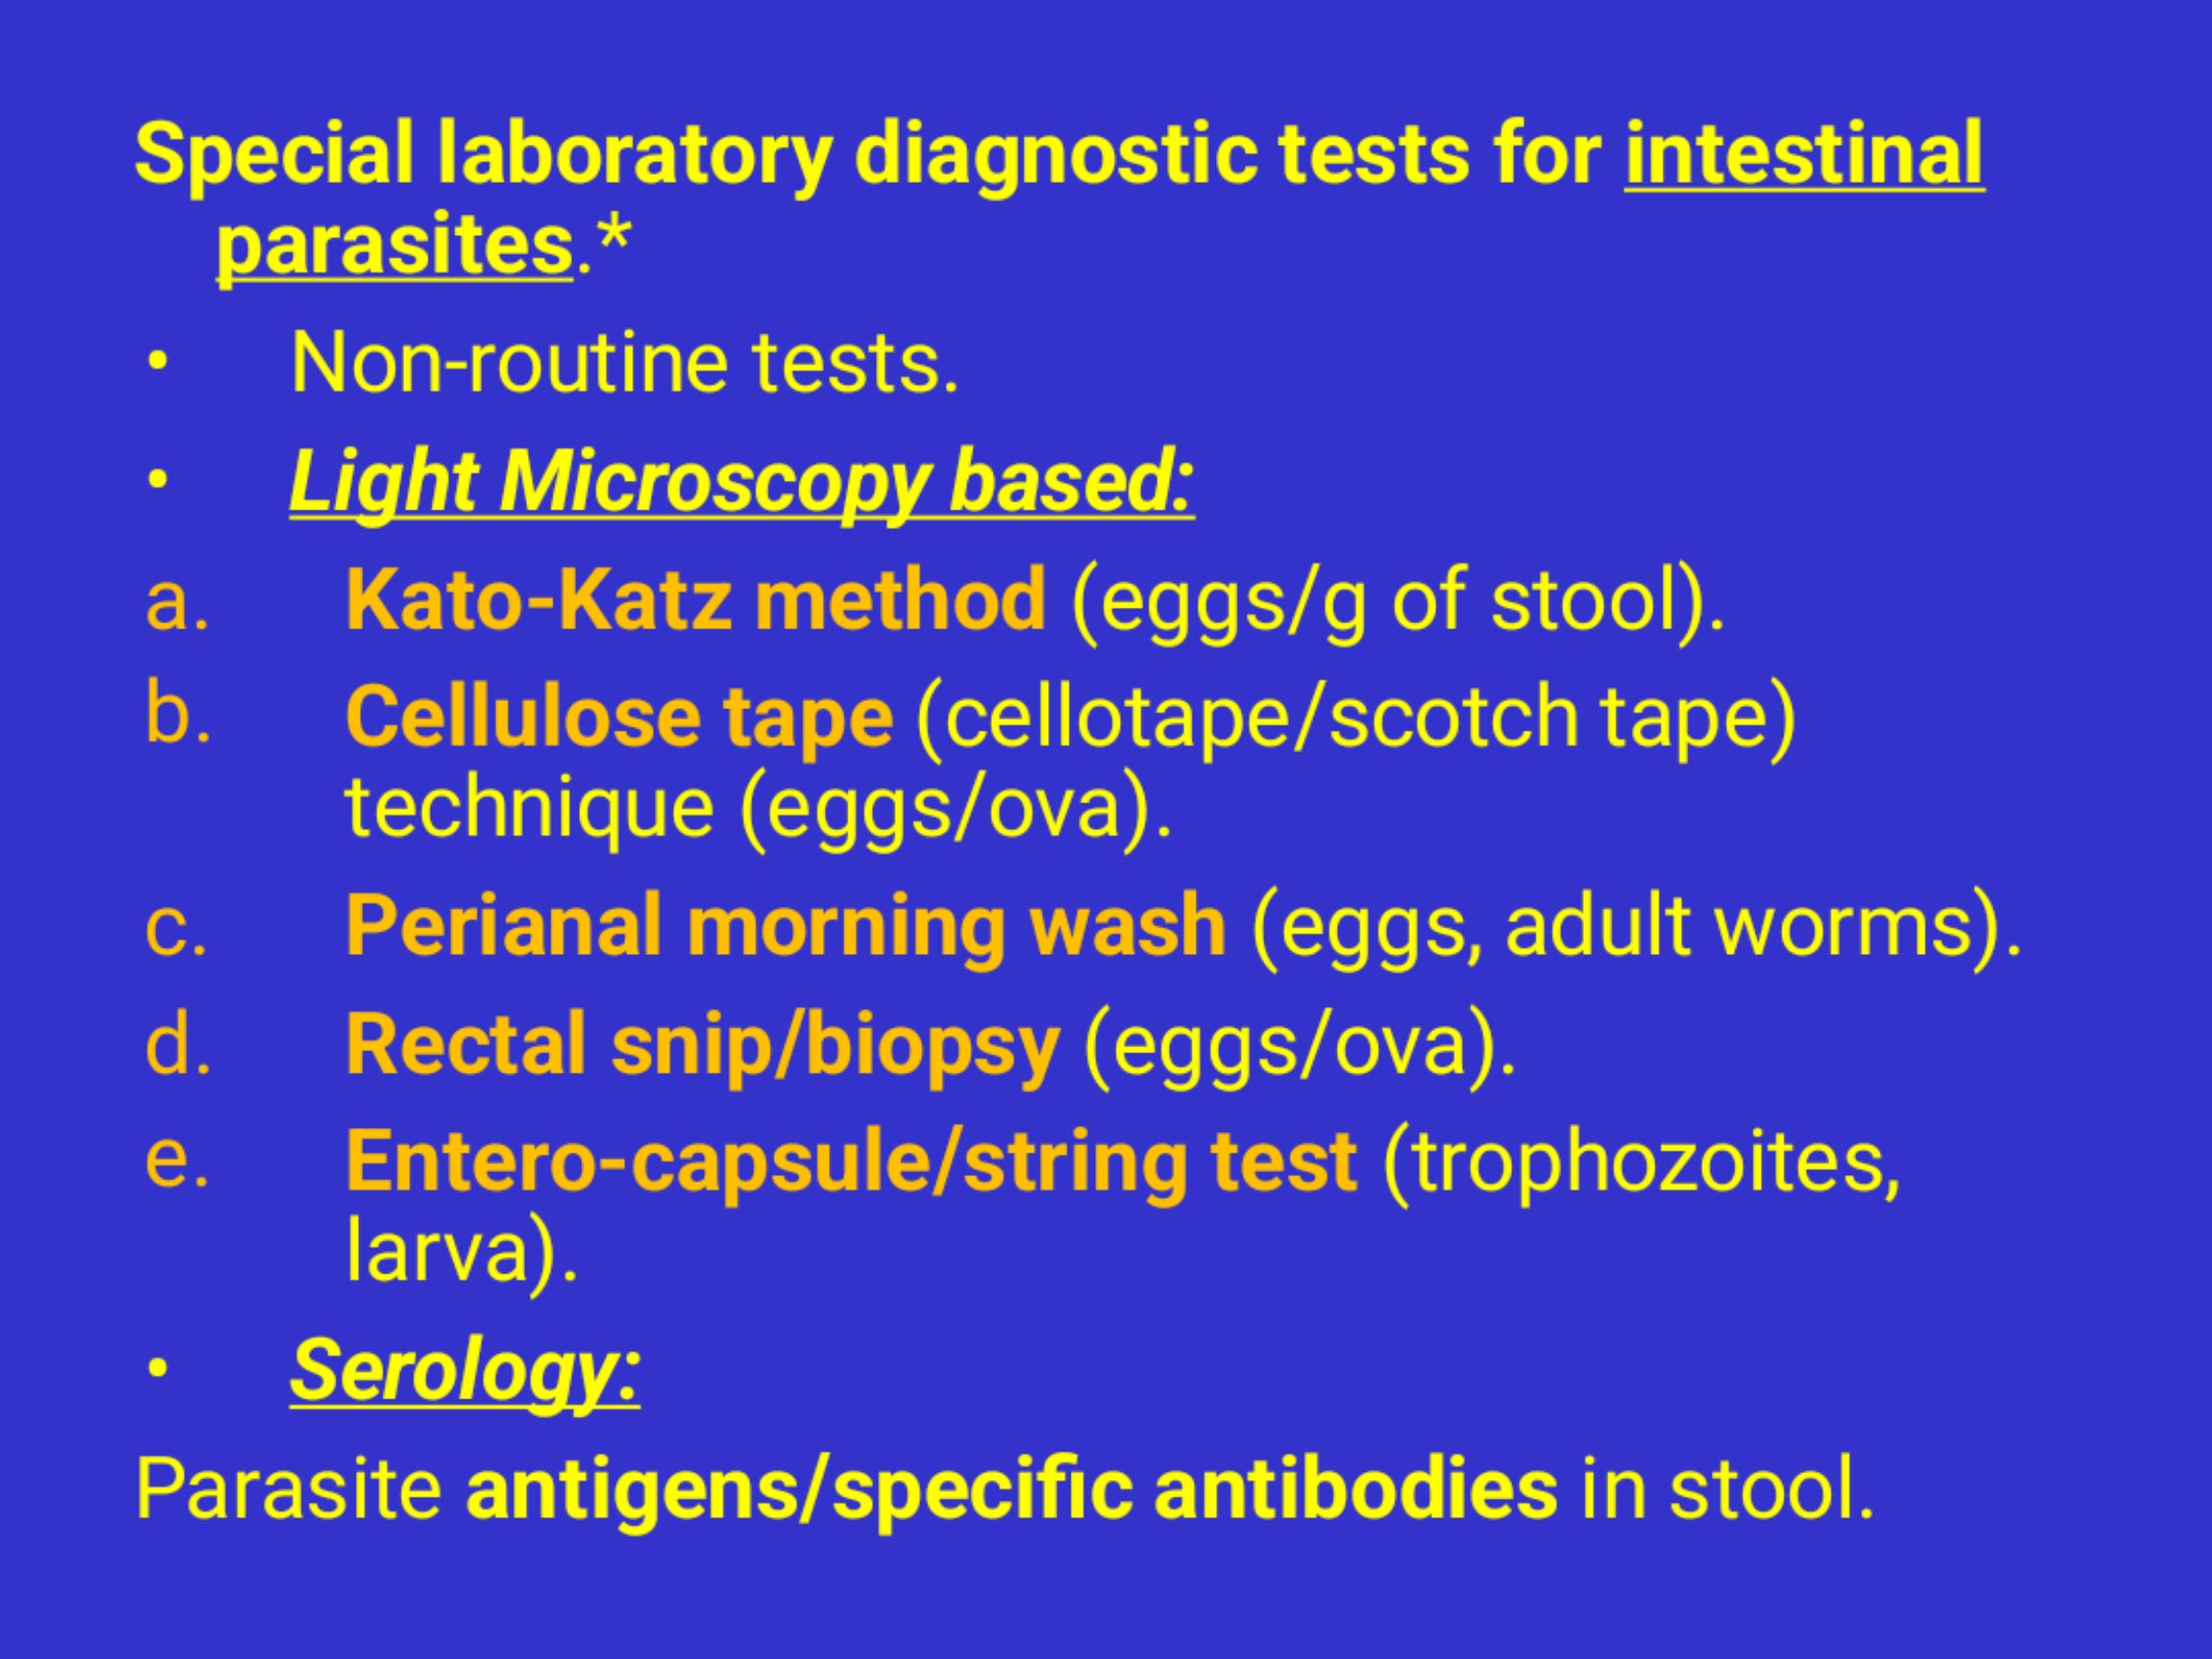 Special laboratory diagnostic tests for intestinal
parasites.*
• Non-routine tests.
• Light Microscopy based:
a. Kato-Katz method (eggs/g of stool).
b. Cellulose tape (cellotape/scotch tape)
technique (eggs/ova).
c. Perianal morning wash (eggs, adult worms).
d. Rectal snip/biopsy (eggs/ova).
e. Entero-capsule/string test (trophozoites,
larva).
• Serology:
Parasite antigens/specific antibodies in stool.